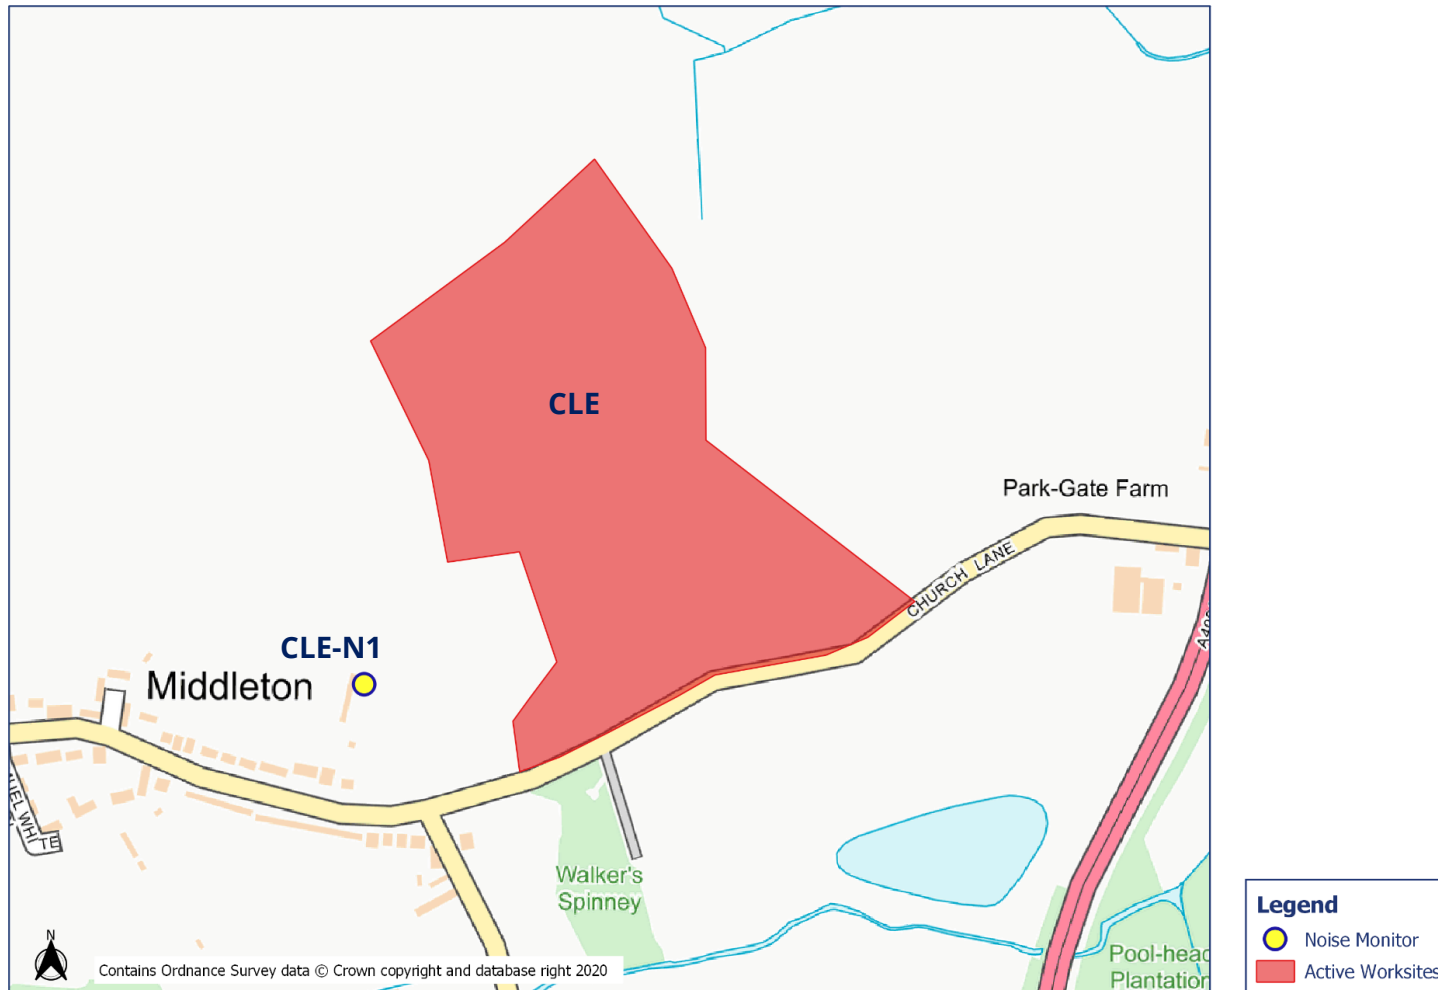 CLE
Park-Gate Farm
CHURCH LANE
CLE-N1
Middleton
Walker's
Spinney
Pool-head
Plantation
N
Contains Ordnance Survey data © Crown copyright and database right 2020
Legend
Noise Monitor
Active Worksites